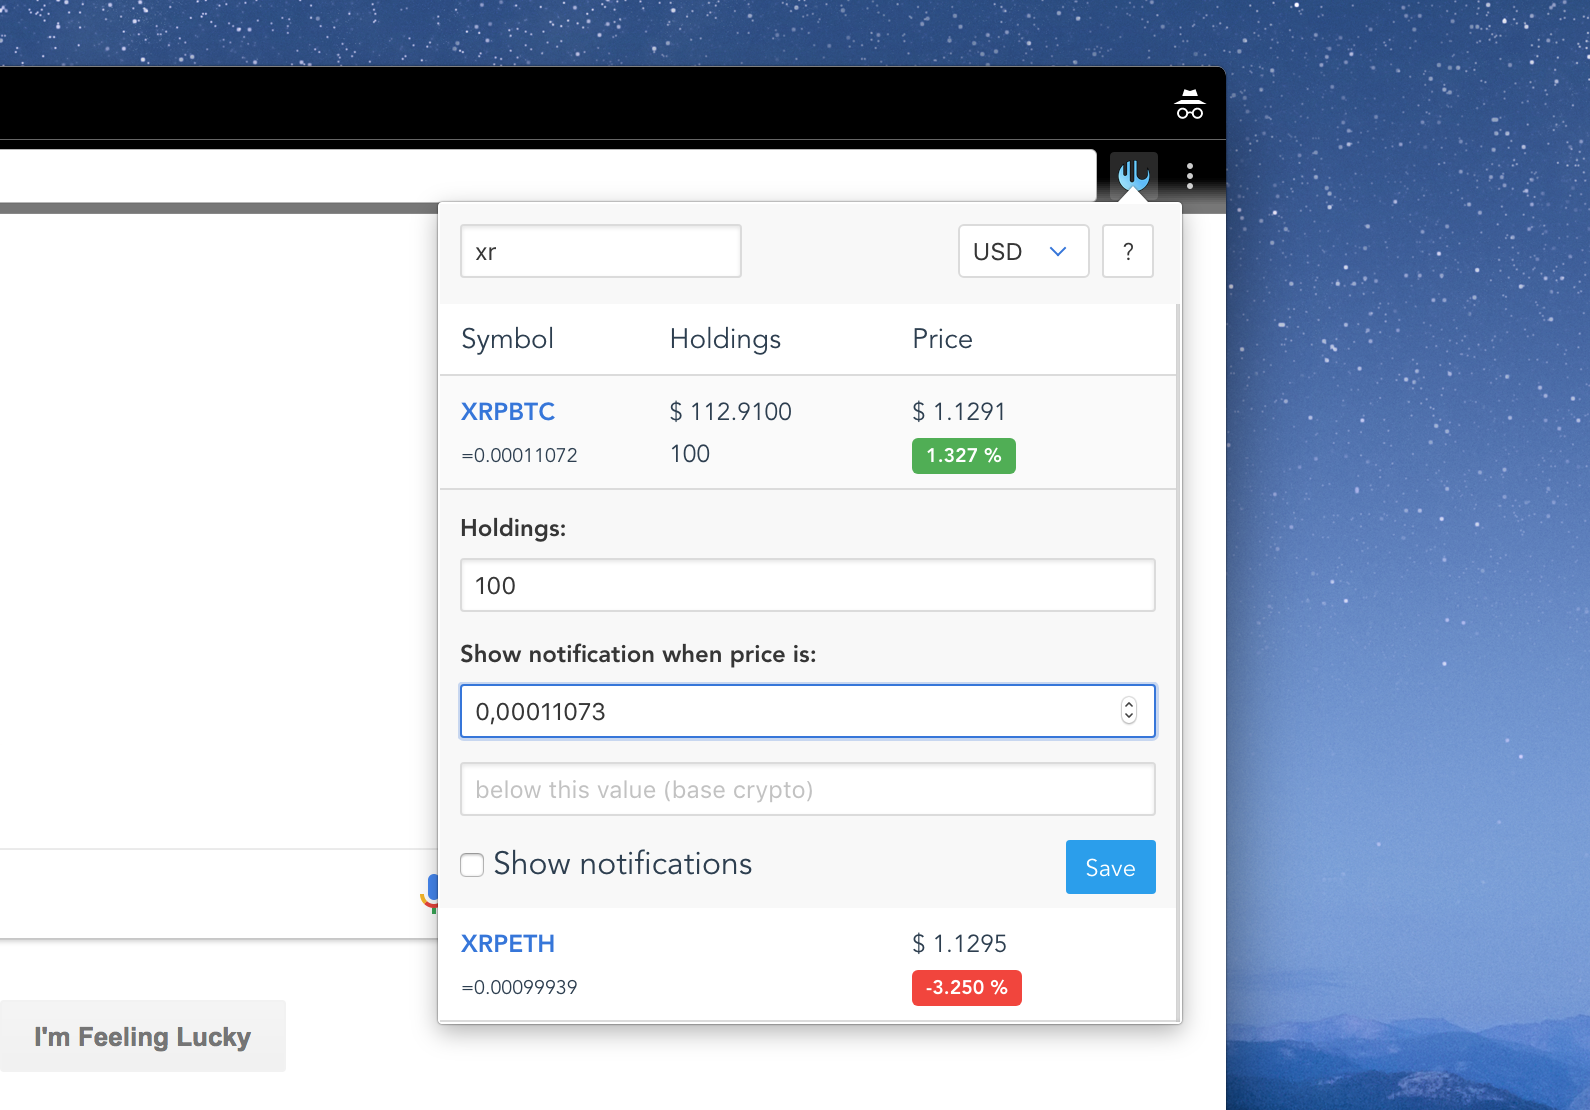 xr
USD
?
Symbol Holdings Price
XRPBTC $ 112.9100 $ 1.1291
=0.00011072 100 1.327 %
Holdings:
100
Show notification when price is:
0,00011073
below this value (base crypto)
Show notifications Save
XRPETH $ 1.1295
=0.00099939 -3.250 %
I'm Feeling Lucky